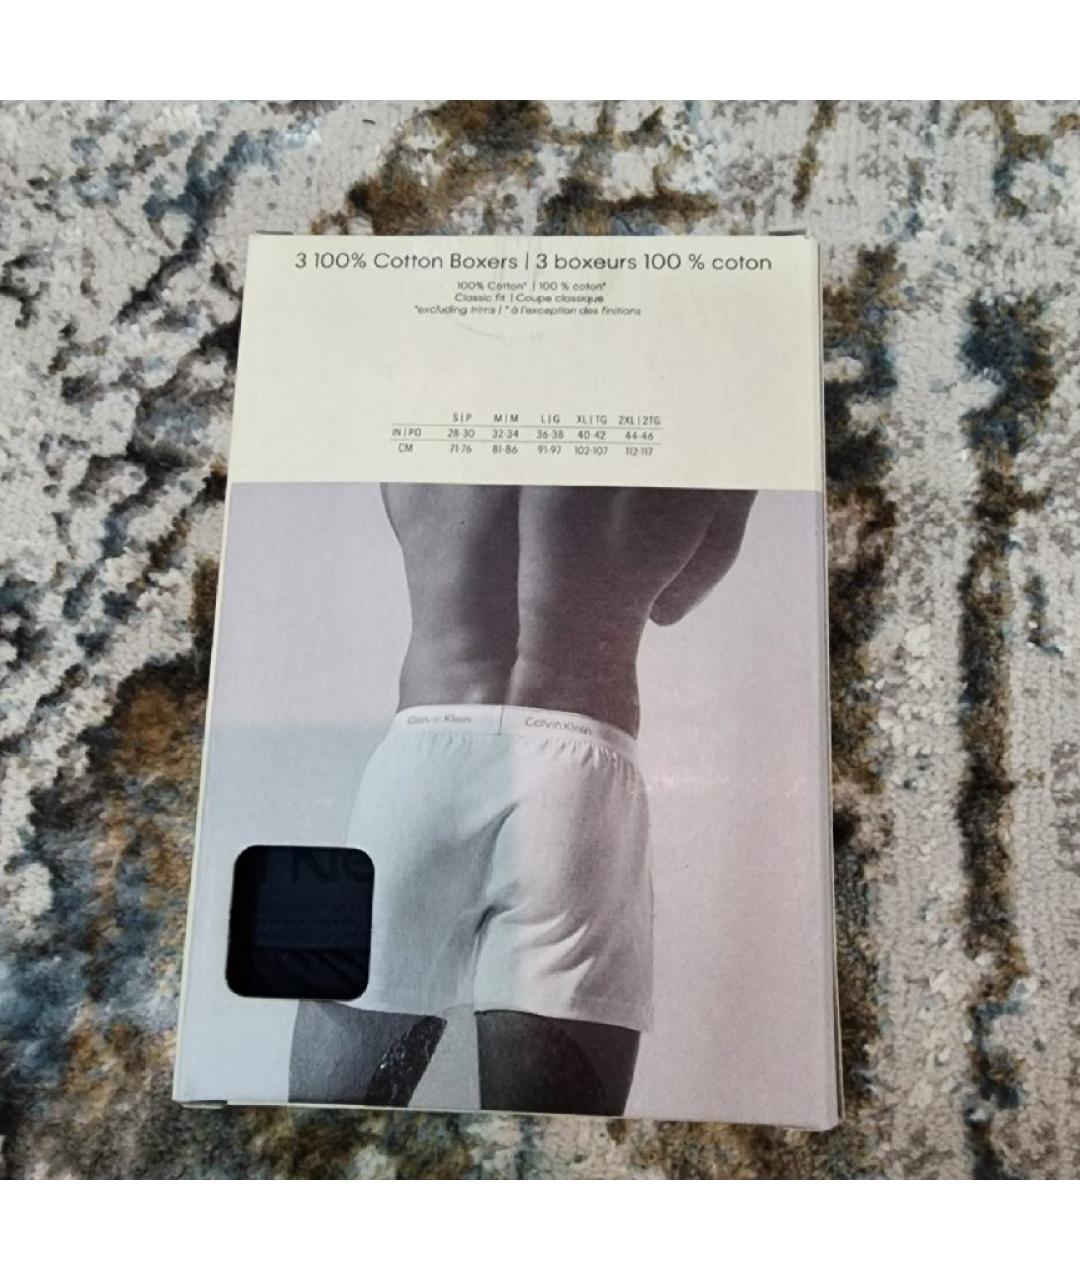 3 100% Cotton Boxers | 3 boxeurs 100 % coton
100% Cotton* | 100 % coton*
Classic fit | Coupe classique
*excluding trims | * à l'exception des finitions
S|P M|M L|G XL|TG 2XL|2TG
IN|PO 28-30 32-34 36-38 40-42 44-46
CM 71-76 81-86 91-97 102-107 112-117
Calvin Klein Calvin Klein
Kle